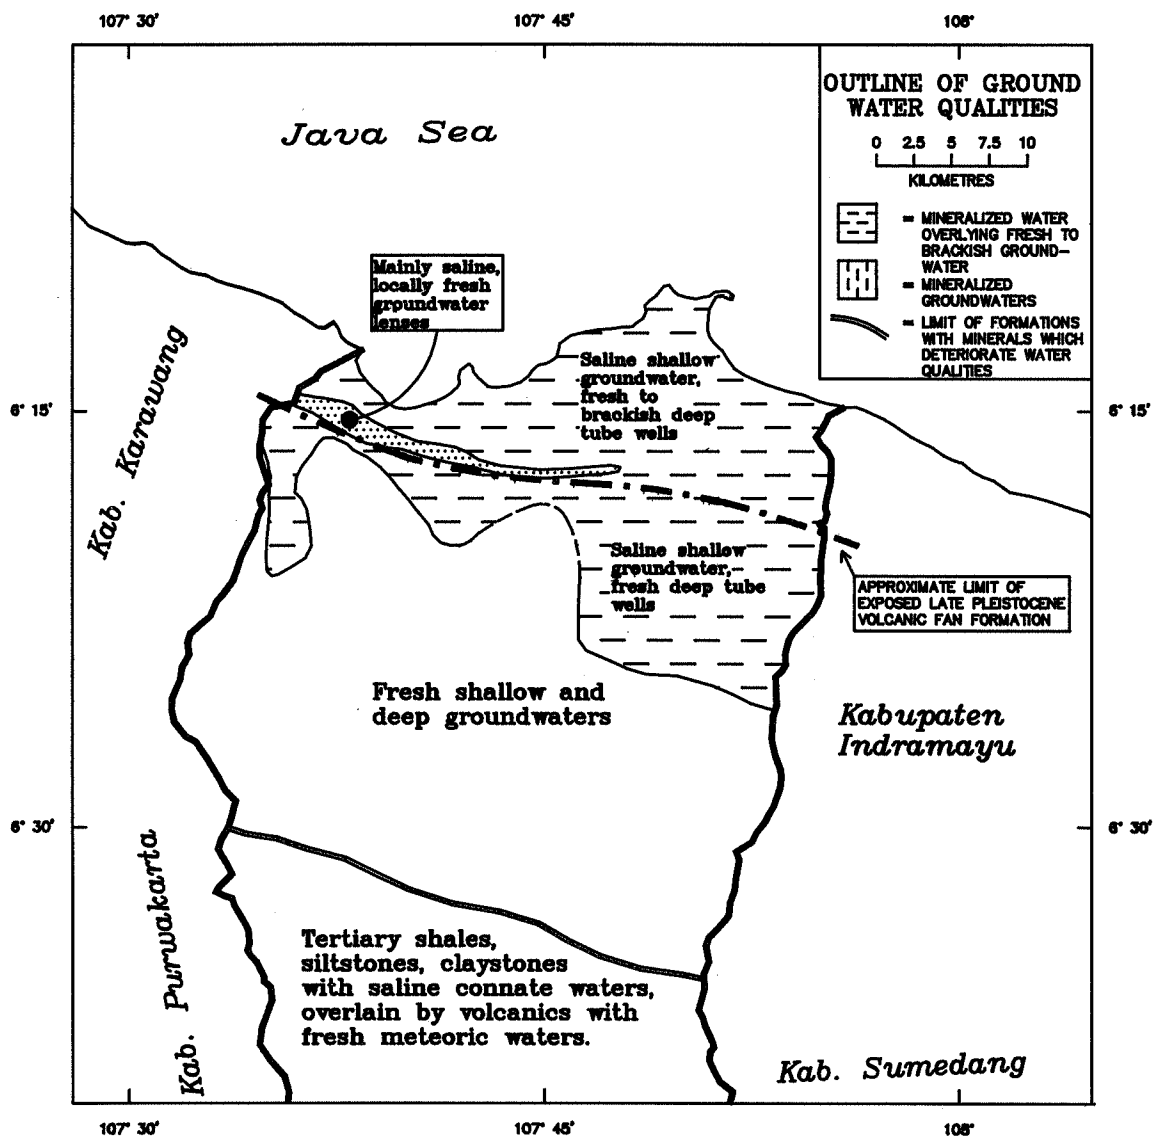 107° 30'
107° 45'
108°
OUTLINE OF GROUND
WATER QUALITIES
0 2.5 5 7.5 10
KILOMETRES
= MINERALIZED WATER
OVERLYING FRESH TO
BRACKISH GROUND-
WATER
= MINERALIZED
GROUNDWATERS
= LIMIT OF FORMATIONS
WITH MINERALS WHICH
DETERIORATE WATER
QUALITIES
Java Sea
Mainly saline,
locally fresh
groundwater
lenses
Kab. Karawang
Saline shallow
groundwater,
fresh to
brackish deep
tube wells
6° 15'
6° 15'
Saline shallow
groundwater,
fresh deep tube
wells
APPROXIMATE LIMIT OF
EXPOSED LATE PLEISTOCENE
VOLCANIC FAN FORMATION
Fresh shallow and
deep groundwaters
Kabupaten
Indramayu
6° 30'
6° 30'
Kab. Purwakarta
Tertiary shales,
siltstones, claystones
with saline connate waters,
overlain by volcanics with
fresh meteoric waters.
Kab. Sumedang
107° 30'
107° 45'
108°